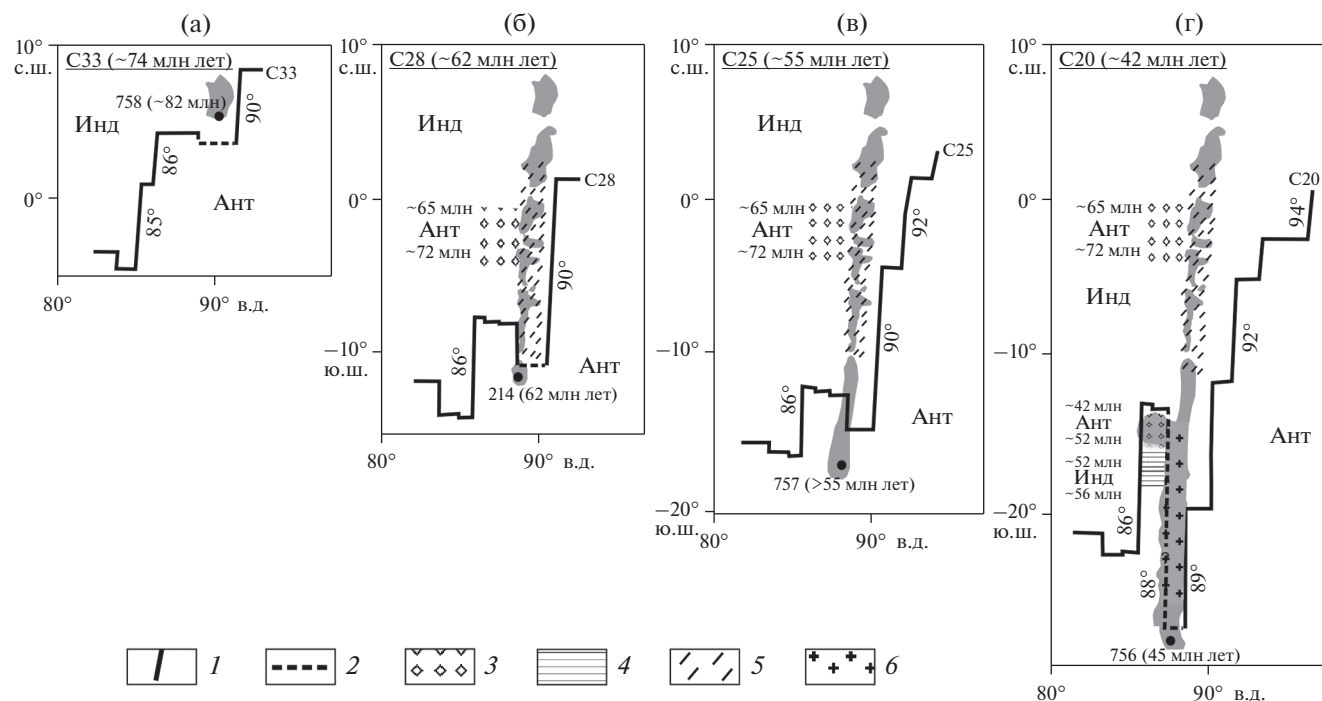 (а)
(б)
(в)
(г)
10°
с.ш.
C33 (~74 млн лет)
C33
758 (~82 млн)
Инд
86°
90°
0°
Ант
85°
80°
90° в.д.
10°
с.ш.
C28 (~62 млн лет)
Инд
C28
0°
~65 млн
Ант
~72 млн
90°
−10°
ю.ш.
86°
Ант
214 (62 млн лет)
80°
90° в.д.
10°
с.ш.
C25 (~55 млн лет)
Инд
C25
0°
~65 млн
Ант
~72 млн
92°
90°
−10°
86°
Ант
757 (>55 млн лет)
−20°
ю.ш.
80°
90° в.д.
10°
с.ш.
C20 (~42 млн лет)
C20
0°
~65 млн
Ант
~72 млн
94°
Инд
92°
−10°
~42 млн
Ант
~52 млн
~52 млн
Инд
~56 млн
Ант
−20°
ю.ш.
86°
88°
89°
756 (45 млн лет)
80°
90° в.д.
1
2
3
4
5
6